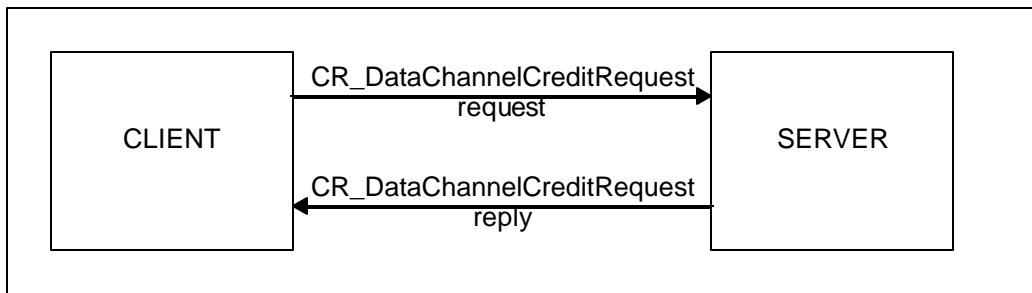 CR_DataChannelCreditRequest
request
CLIENT
SERVER
CR_DataChannelCreditRequest
reply